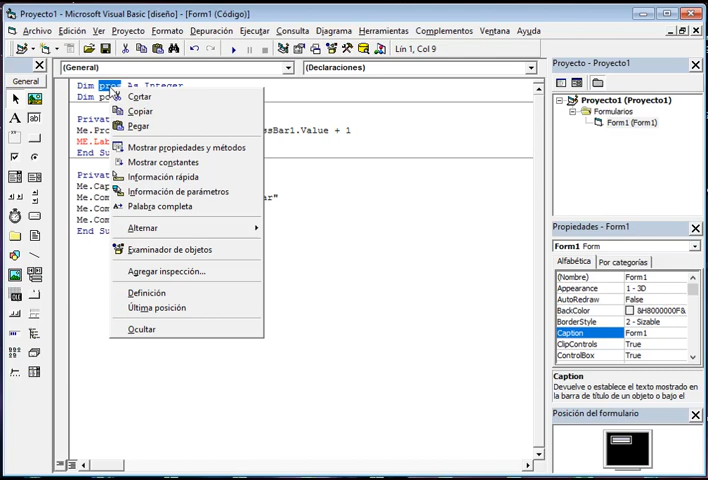 Proyecto1 - Microsoft Visual Basic [diseño] - [Form1 (Código)]
Archivo Edición Ver Proyecto Formato Depuración Ejecutar Consulta Diagrama Herramientas Complementos Ventana Ayuda
Lín 1, Col 9
General
(General) (Declaraciones)
Dim As Integer
Dim
Privat
Me.Pro ssBar1.Value + 1
ME.Lab
End Su
Privat
Me.Cap
Me.Com ar"
Me.Com
Me.Com
End Su
Cortar
Copiar
Pegar
Mostrar propiedades y métodos
Mostrar constantes
Información rápida
Información de parámetros
Palabra completa
Alternar
Examinador de objetos
Agregar inspección...
Definición
Última posición
Ocultar
Proyecto - Proyecto1
Proyecto1 (Proyecto1)
Formularios
Form1 (Form1)
Propiedades - Form1
Form1 Form
Alfabética Por categorías
(Nombre) Form1
Appearance 1 - 3D
AutoRedraw False
BackColor &H8000000F&
BorderStyle 2 - Sizable
Caption Form1
ClipControls True
ControlBox True
Caption
Devuelve o establece el texto mostrado en la barra de título de un objeto o bajo el
Posición del formulario